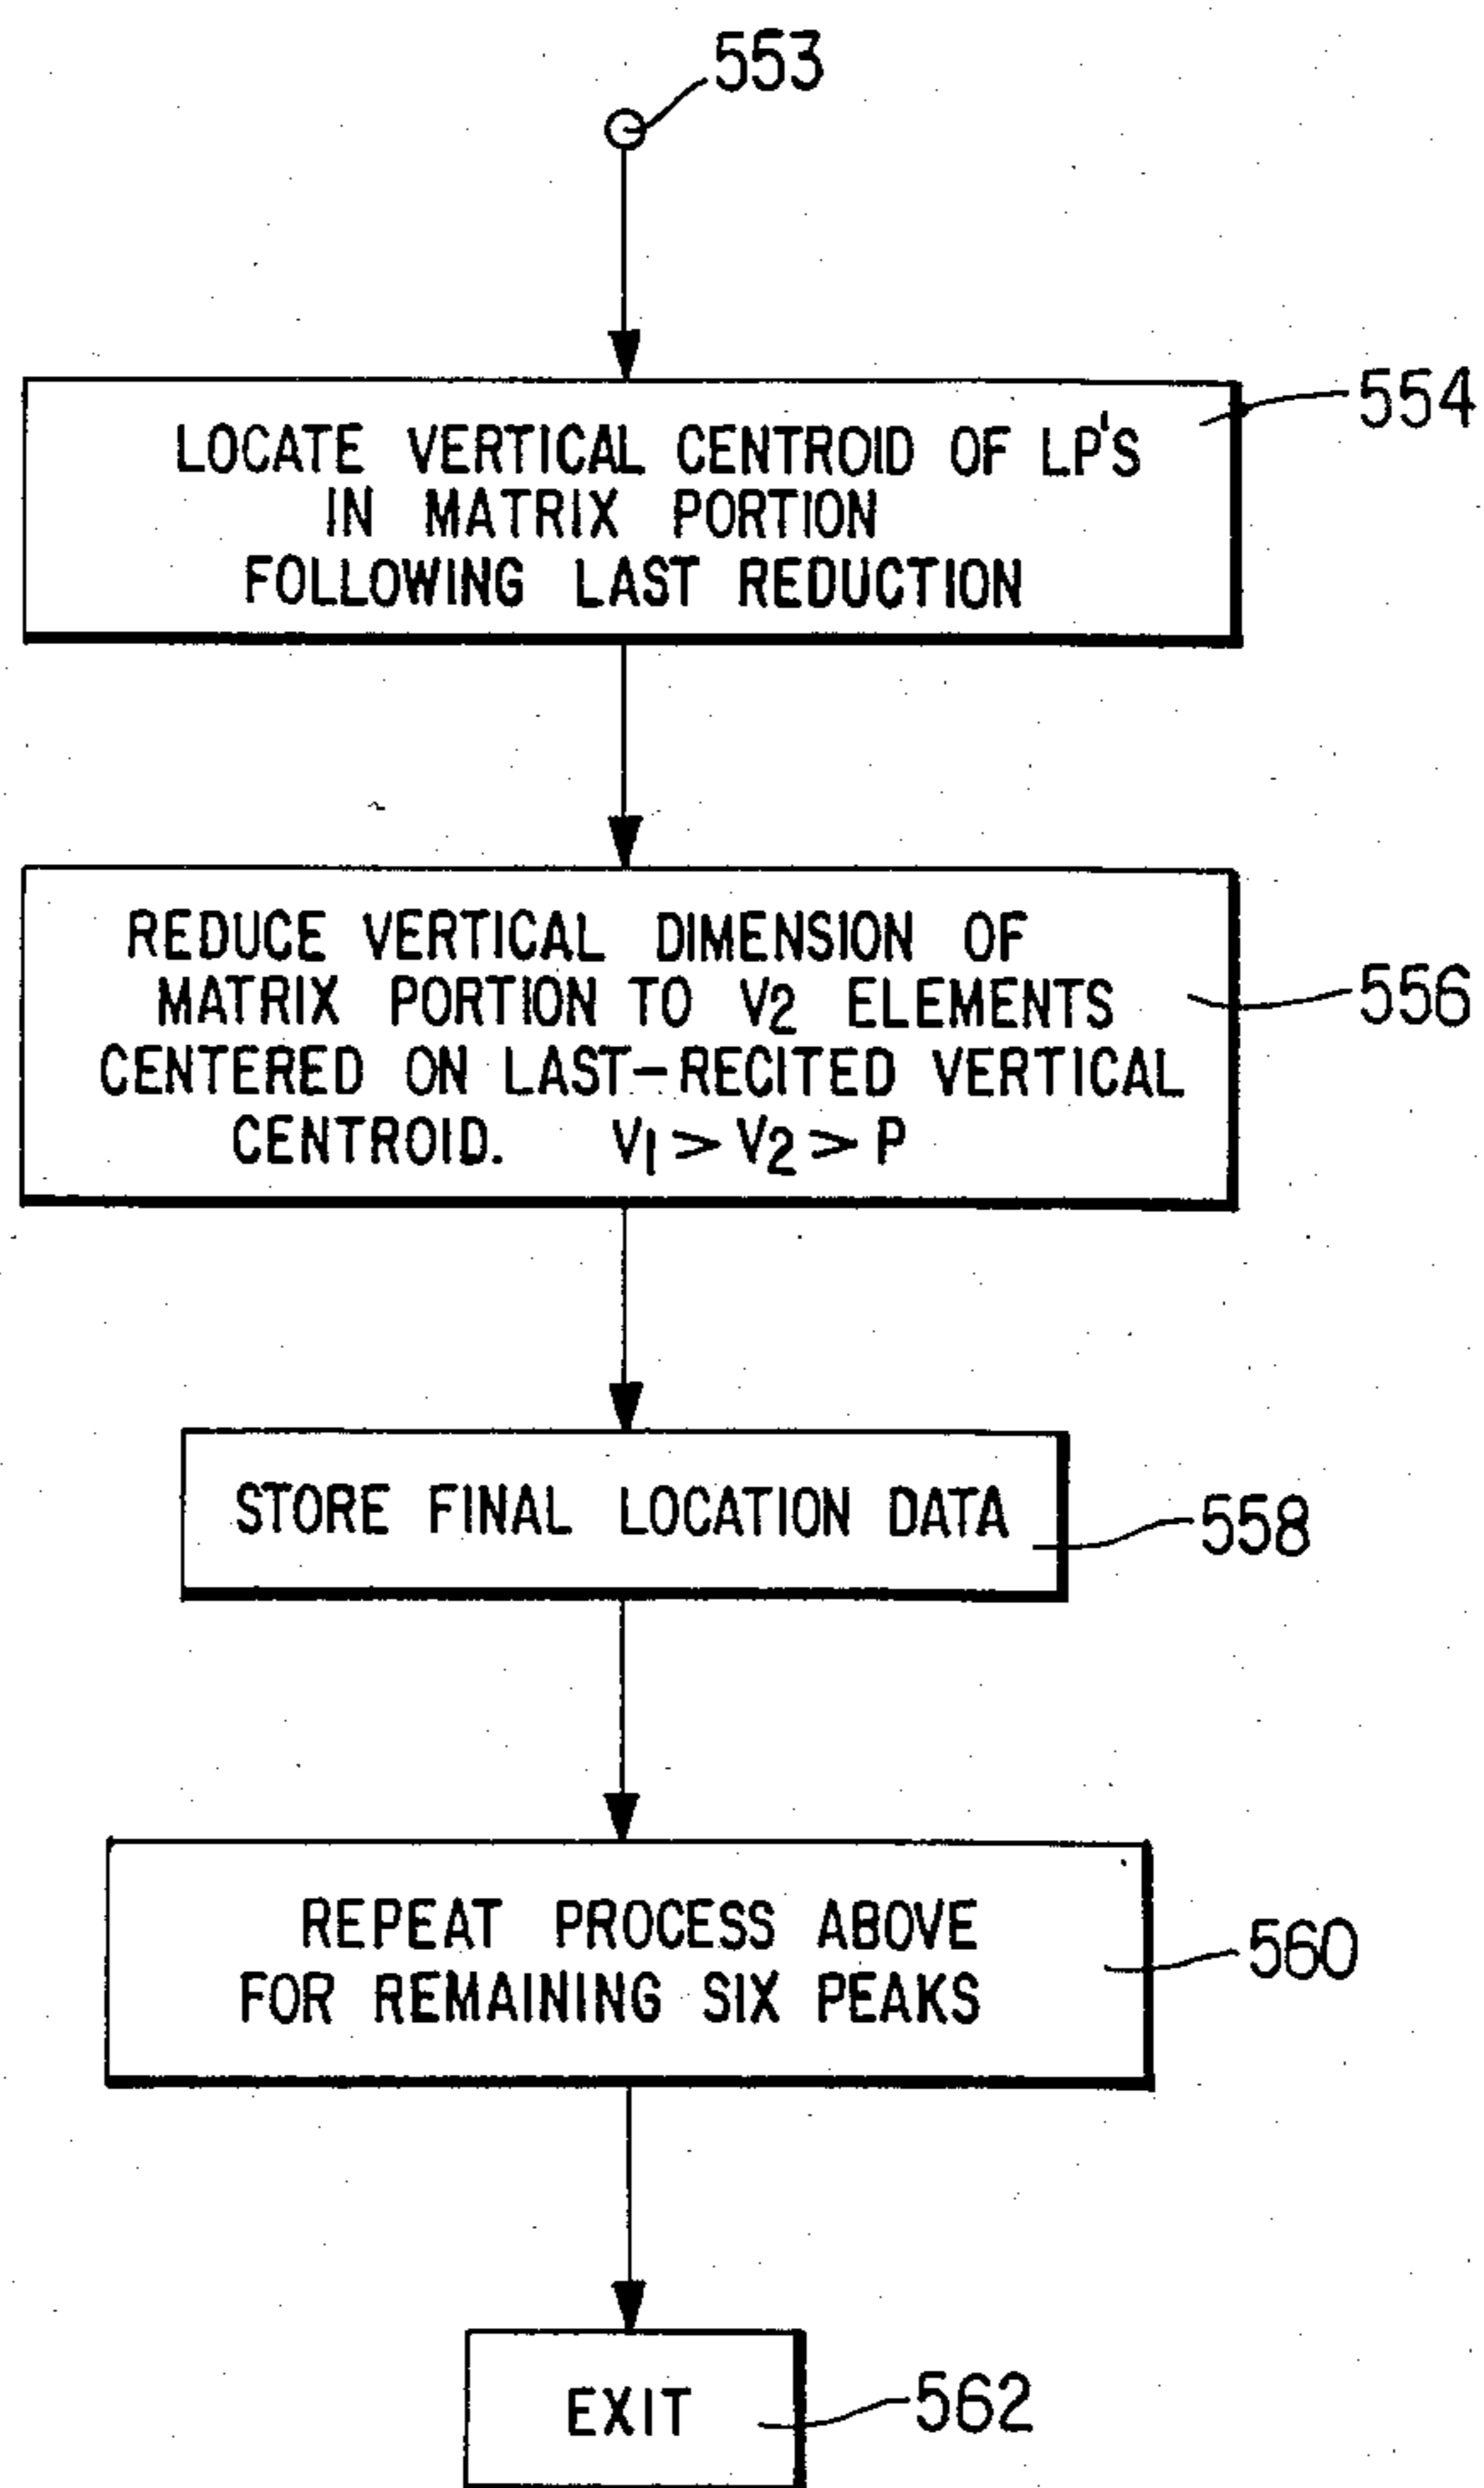 553
554
LOCATE VERTICAL CENTROID OF LP'S
IN MATRIX PORTION
FOLLOWING LAST REDUCTION
REDUCE VERTICAL DIMENSION OF
MATRIX PORTION TO V2 ELEMENTS
556
CENTERED ON LAST-RECITED VERTICAL
CENTROID. V1 > V2 > P
STORE FINAL LOCATION DATA
558
REPEAT PROCESS ABOVE
FOR REMAINING SIX PEAKS
560
EXIT
562